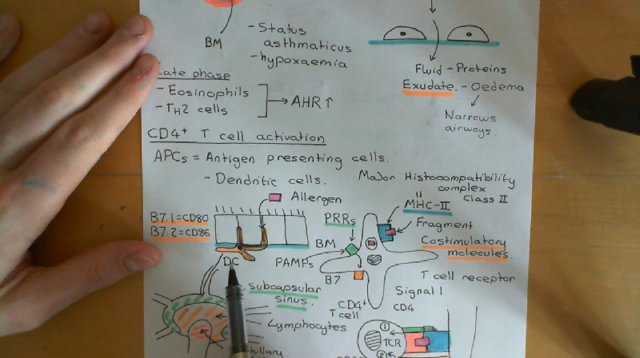 BM
- Status
asthmaticus
- hypoxaemia
Fluid - Proteins
Exudate. - Oedema
Narrows
airways.
Late phase
- Eosinophils
- TH2 cells
→ AHR ↑
CD4+ T cell activation
APCs = Antigen presenting cells.
- Dendritic cells.
Major Histocompatibility
complex
Class II
MHC-II
Allergen
PRRs
Fragment
B7.1 = CD80
B7.2 = CD86
BM
Costimulatory
molecules.
DC
PAMPs
B7
T cell receptor
subcapsular
sinus.
Signal 1
CD4+
T cell
CD4
Lymphocytes
1
TCR
2